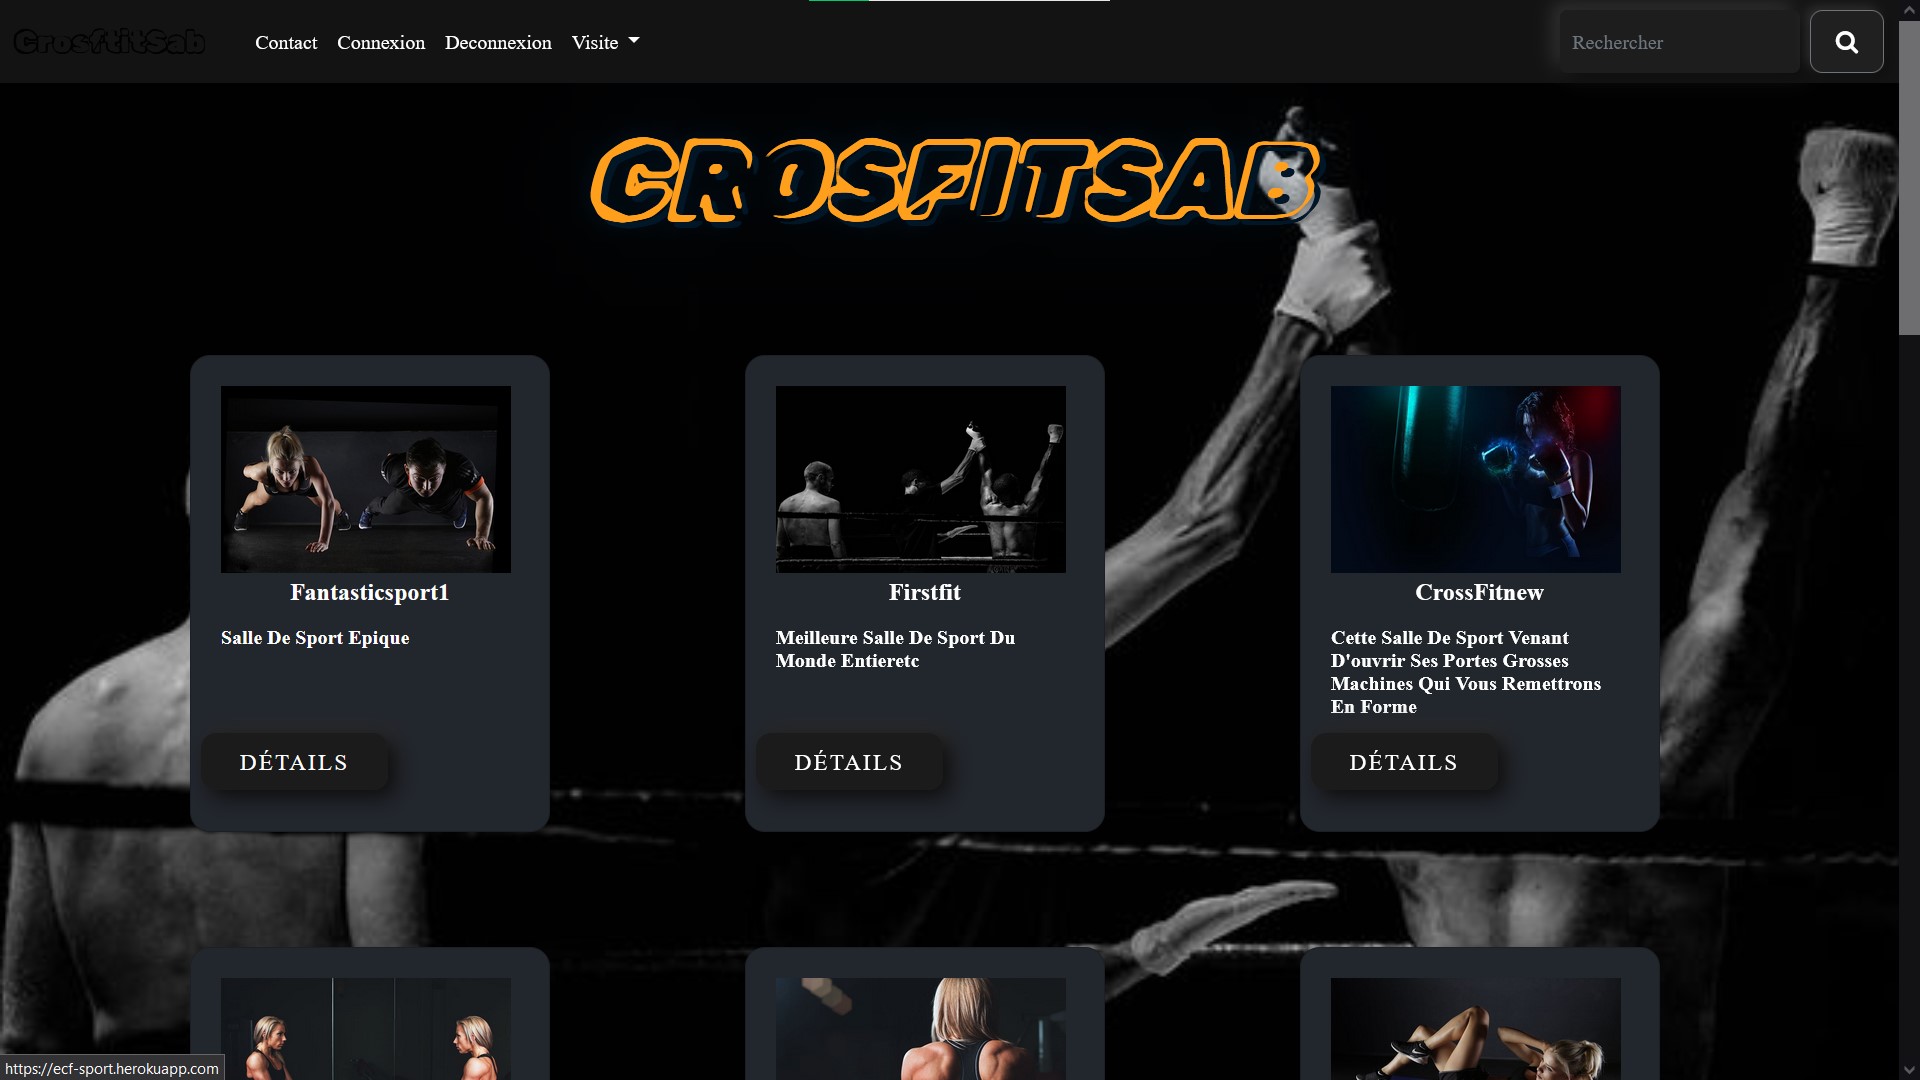 CrosftitSab
Contact Connexion Deconnexion Visite
Rechercher
CROSFITSAB
Fantasticsport1
Salle De Sport Epique
DÉTAILS
Firstfit
Meilleure Salle De Sport Du
Monde Entieretc
DÉTAILS
CrossFitnew
Cette Salle De Sport Venant
D'ouvrir Ses Portes Grosses
Machines Qui Vous Remettrons
En Forme
DÉTAILS
https://ecf-sport.herokuapp.com